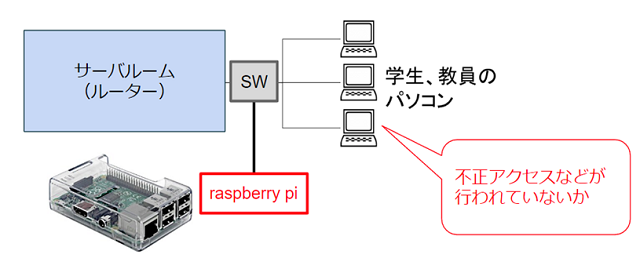 サーバルーム
（ルーター）
SW
学生、教員の
パソコン
raspberry pi
不正アクセスなどが
行われていないか